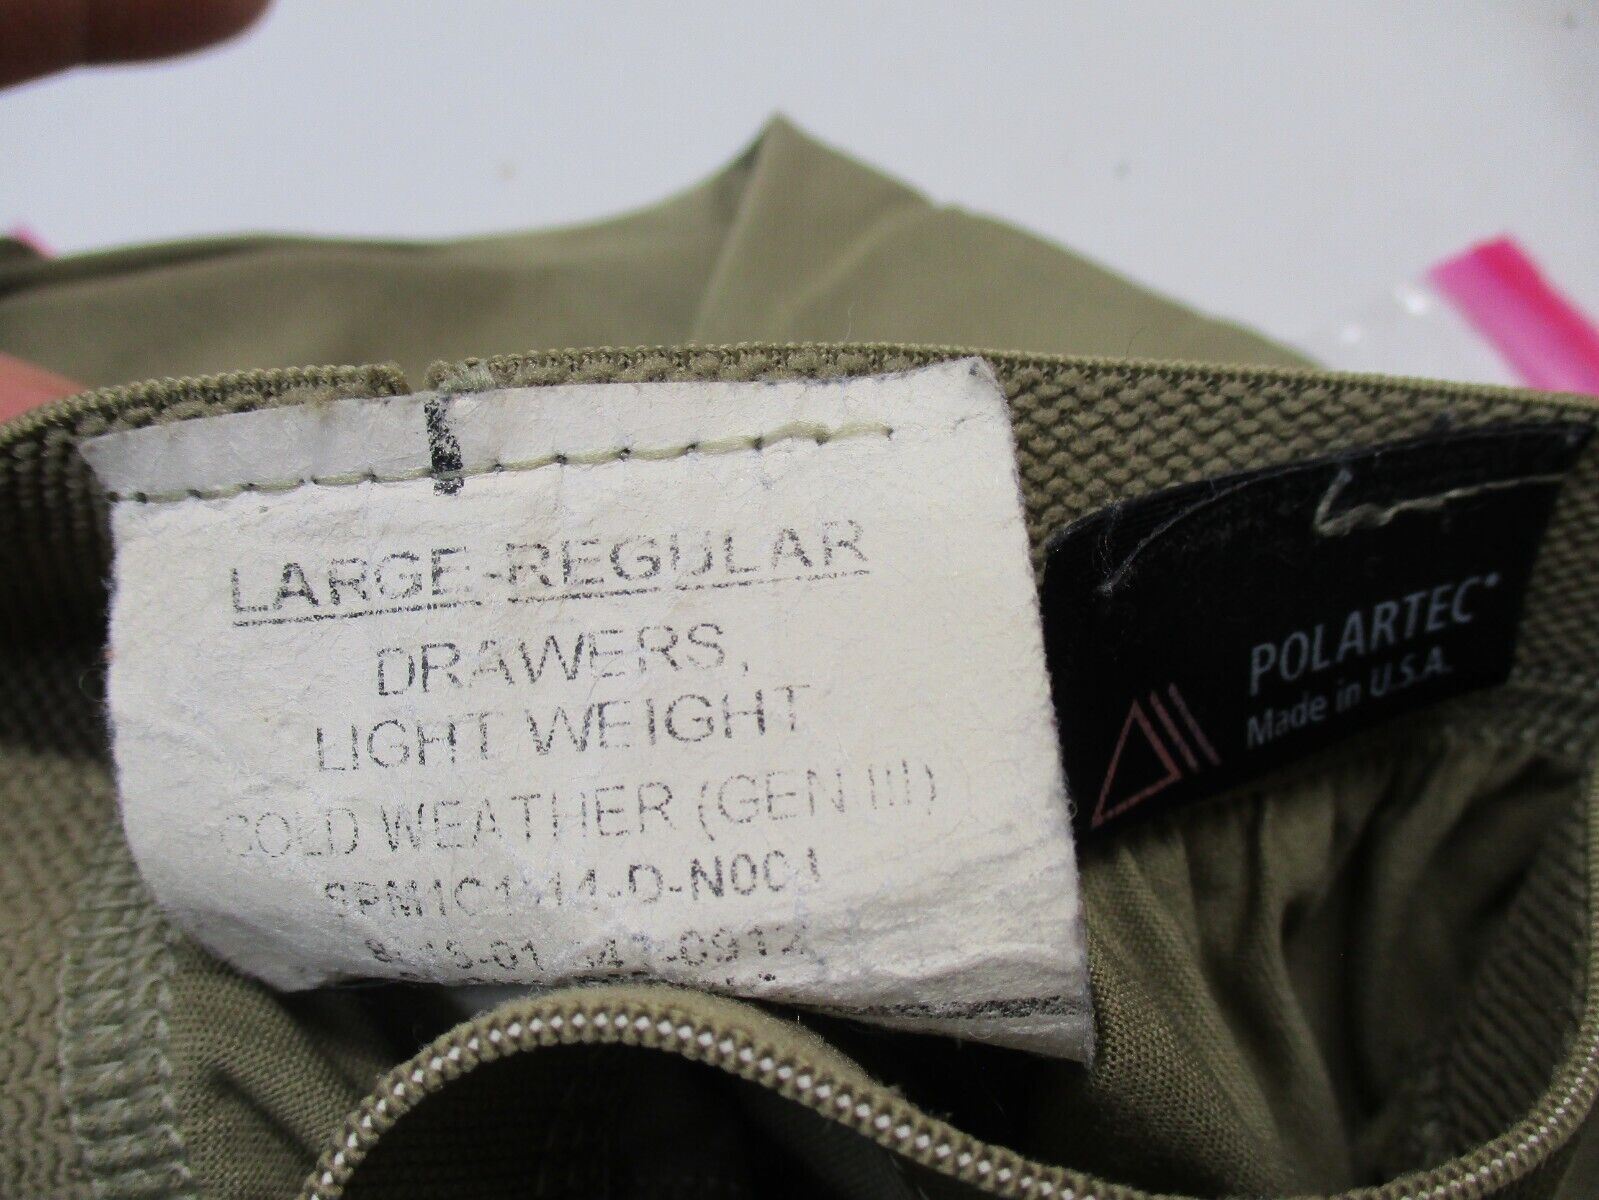 LARGE-REGULAR
DRAWERS,
LIGHT WEIGHT
COLD WEATHER (GEN III)
POLARTEC®
Made in U.S.A.